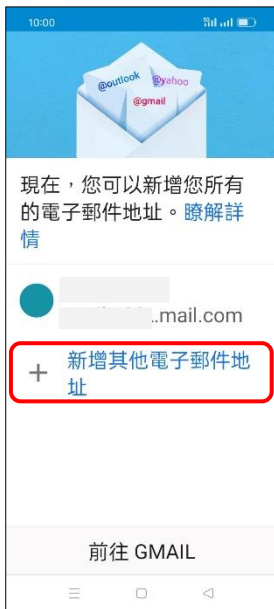 10:00
@outlook @yahoo
@gmail
現在，您可以新增您所有
的電子郵件地址。瞭解詳
情
.mail.com
+ 新增其他電子郵件地
址
前往 GMAIL